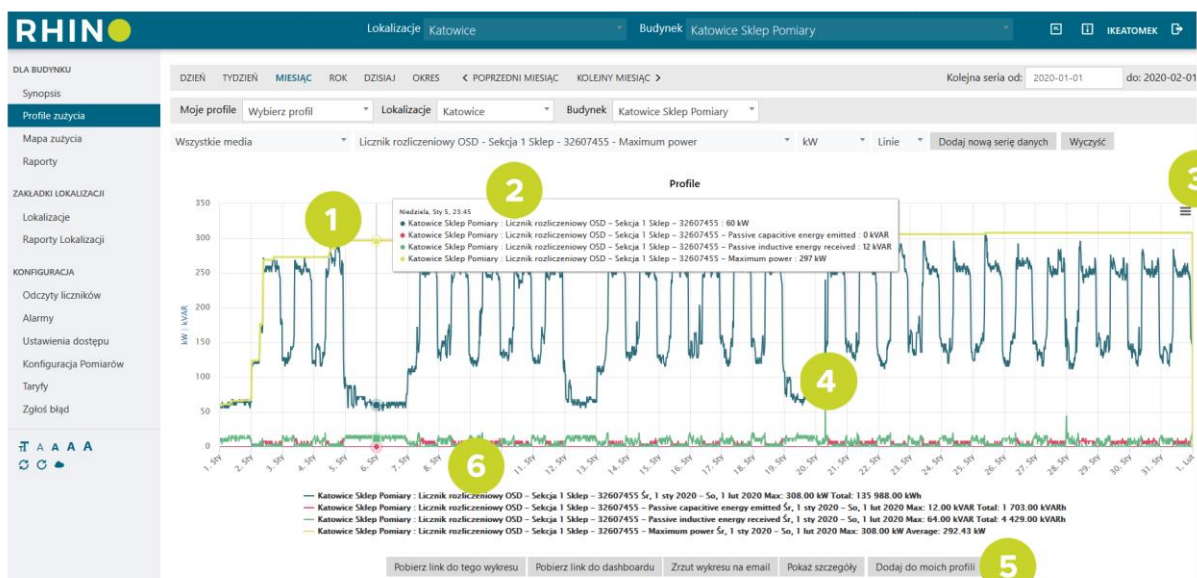 RHINO
Lokalizacje Katowice Budynek Katowice Sklep Pomiary IKEATOMEK
DLA BUDYNKU
Synopsis
Profile zużycia
Mapa zużycia
Raporty
ZAKŁADKI LOKALIZACJI
Lokalizacje
Raporty Lokalizacji
KONFIGURACJA
Odczyty liczników
Alarmy
Ustawienia dostępu
Konfiguracja Pomiarów
Taryfy
Zgłoś błąd
T A A A A
DZIEŃ TYDZIEŃ MIESIĄC ROK DZISIAJ OKRES < POPRZEDNI MIESIĄC KOLEJNY MIESIĄC > Kolejna seria od: 2020-01-01 do: 2020-02-01
Moje profile Wybierz profil Lokalizacje Katowice Budynek Katowice Sklep Pomiary
Wszystkie media Licznik rozliczeniowy OSD - Sekcja 1 Sklep - 32607455 - Maximum power kW Linie Dodaj nową serię danych Wyczyść
Profile
1
2
3
4
5
6
Niedziela, Sty 5, 23:45
Katowice Sklep Pomiary : Licznik rozliczeniowy OSD – Sekcja 1 Sklep – 32607455 : 60 kW
Katowice Sklep Pomiary : Licznik rozliczeniowy OSD – Sekcja 1 Sklep – 32607455 – Passive capacitive energy emitted : 0 kVAR
Katowice Sklep Pomiary : Licznik rozliczeniowy OSD – Sekcja 1 Sklep – 32607455 – Passive inductive energy received : 12 kVAR
Katowice Sklep Pomiary : Licznik rozliczeniowy OSD – Sekcja 1 Sklep – 32607455 – Maximum power : 297 kW
kW | kVAR
350
300
250
200
150
100
50
0
1. Sty 2. Sty 3. Sty 4. Sty 5. Sty 6. Sty 7. Sty 8. Sty 11. Sty 12. Sty 13. Sty 14. Sty 15. Sty 16. Sty 17. Sty 18. Sty 19. Sty 20. Sty 21. Sty 22. Sty 23. Sty 24. Sty 25. Sty 26. Sty 27. Sty 28. Sty 29. Sty 30. Sty 31. Sty 1. Lut
Katowice Sklep Pomiary : Licznik rozliczeniowy OSD – Sekcja 1 Sklep – 32607455 Śr, 1 sty 2020 – So, 1 lut 2020 Max: 308.00 kW Total: 135 988.00 kWh
Katowice Sklep Pomiary : Licznik rozliczeniowy OSD – Sekcja 1 Sklep – 32607455 – Passive capacitive energy emitted Śr, 1 sty 2020 – So, 1 lut 2020 Max: 12.00 kVAR Total: 1 703.00 kVARh
Katowice Sklep Pomiary : Licznik rozliczeniowy OSD – Sekcja 1 Sklep – 32607455 – Passive inductive energy received Śr, 1 sty 2020 – So, 1 lut 2020 Max: 64.00 kVAR Total: 4 429.00 kVARh
Katowice Sklep Pomiary : Licznik rozliczeniowy OSD – Sekcja 1 Sklep – 32607455 – Maximum power Śr, 1 sty 2020 – So, 1 lut 2020 Max: 308.00 kW Average: 292.43 kW
Pobierz link do tego wykresu Pobierz link do dashboardu Zrzut wykresu na email Pokaż szczegóły Dodaj do moich profili